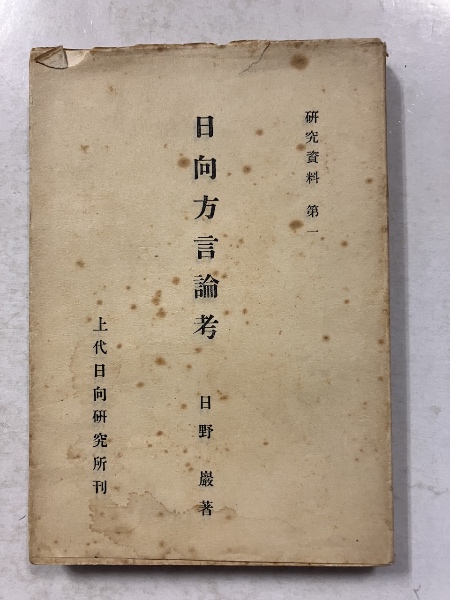 研究資料 第一
日向方言論考
日野 巖著
上代日向研究所刊